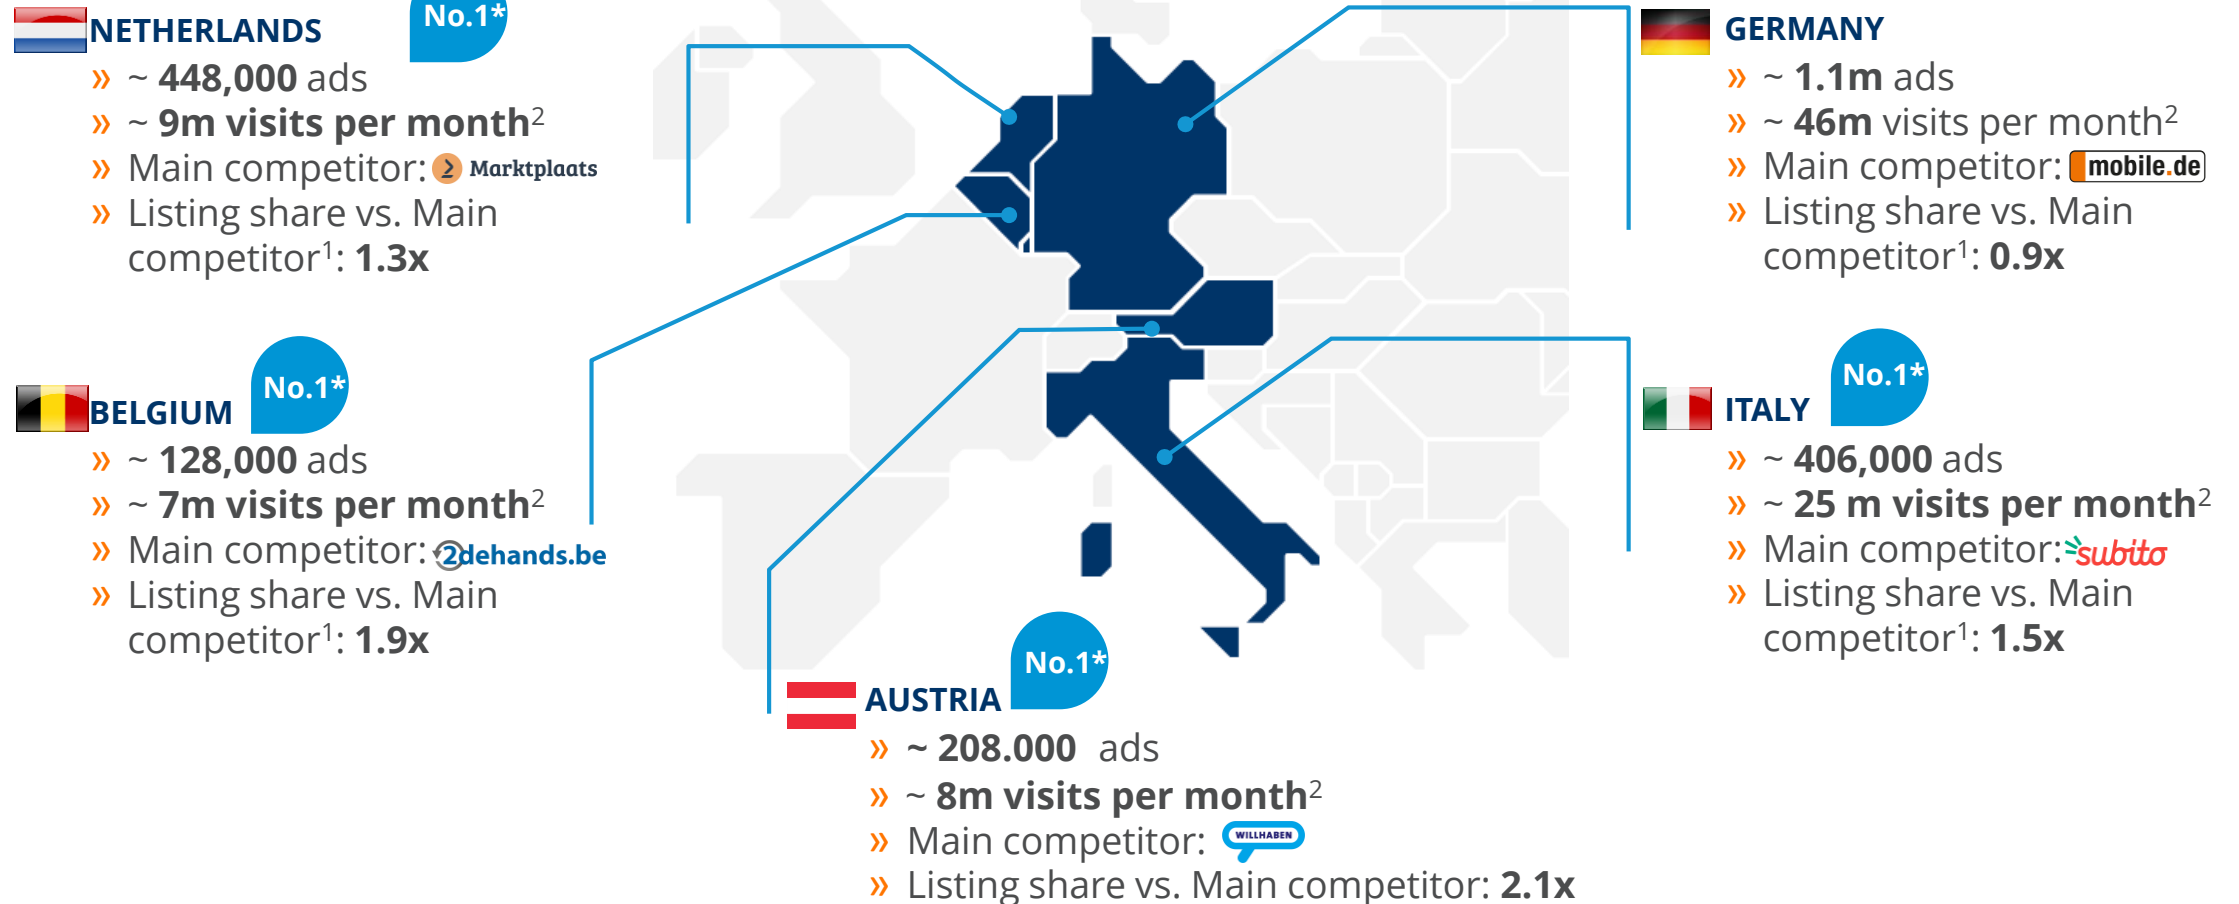 NETHERLANDS
No.1*
» ~ 448,000 ads
» ~ 9m visits per month²
» Main competitor: Marktplaats
» Listing share vs. Main
competitor¹: 1.3x
GERMANY
» ~ 1.1m ads
» ~ 46m visits per month²
» Main competitor: mobile.de
» Listing share vs. Main
competitor¹: 0.9x
BELGIUM
No.1*
» ~ 128,000 ads
» ~ 7m visits per month²
» Main competitor: 2dehands.be
» Listing share vs. Main
competitor¹: 1.9x
ITALY
No.1*
» ~ 406,000 ads
» ~ 25 m visits per month²
» Main competitor: subito
» Listing share vs. Main
competitor¹: 1.5x
AUSTRIA
No.1*
» ~ 208.000 ads
» ~ 8m visits per month²
» Main competitor: WILLHABEN
» Listing share vs. Main competitor: 2.1x